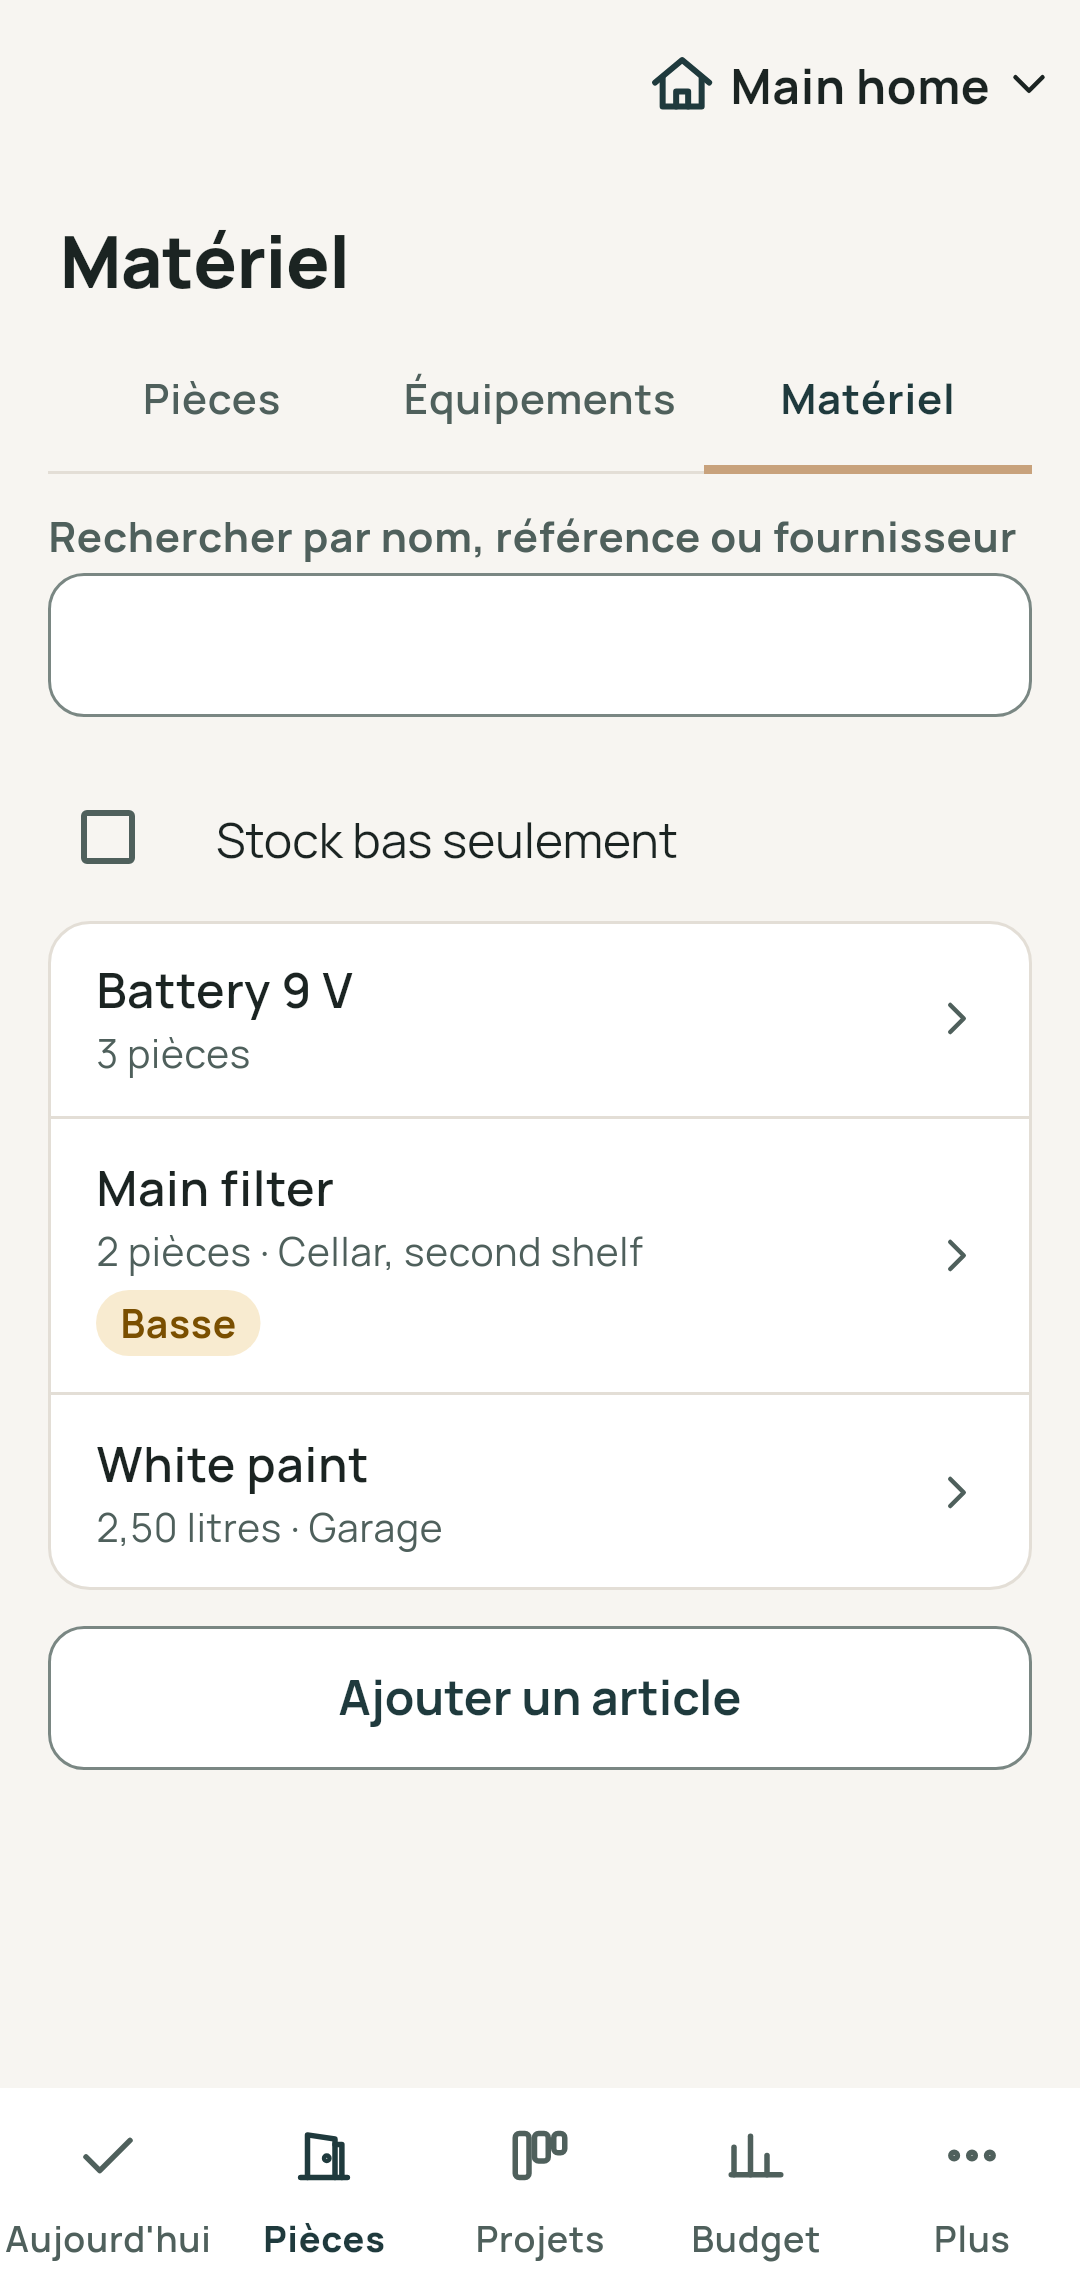 Main home
Matériel
Pièces Équipements Matériel
Rechercher par nom, référence ou fournisseur
Stock bas seulement
Battery 9 V
3 pièces
Main filter
2 pièces · Cellar, second shelf
Basse
White paint
2,50 litres · Garage
Ajouter un article
Aujourd'hui Pièces Projets Budget Plus